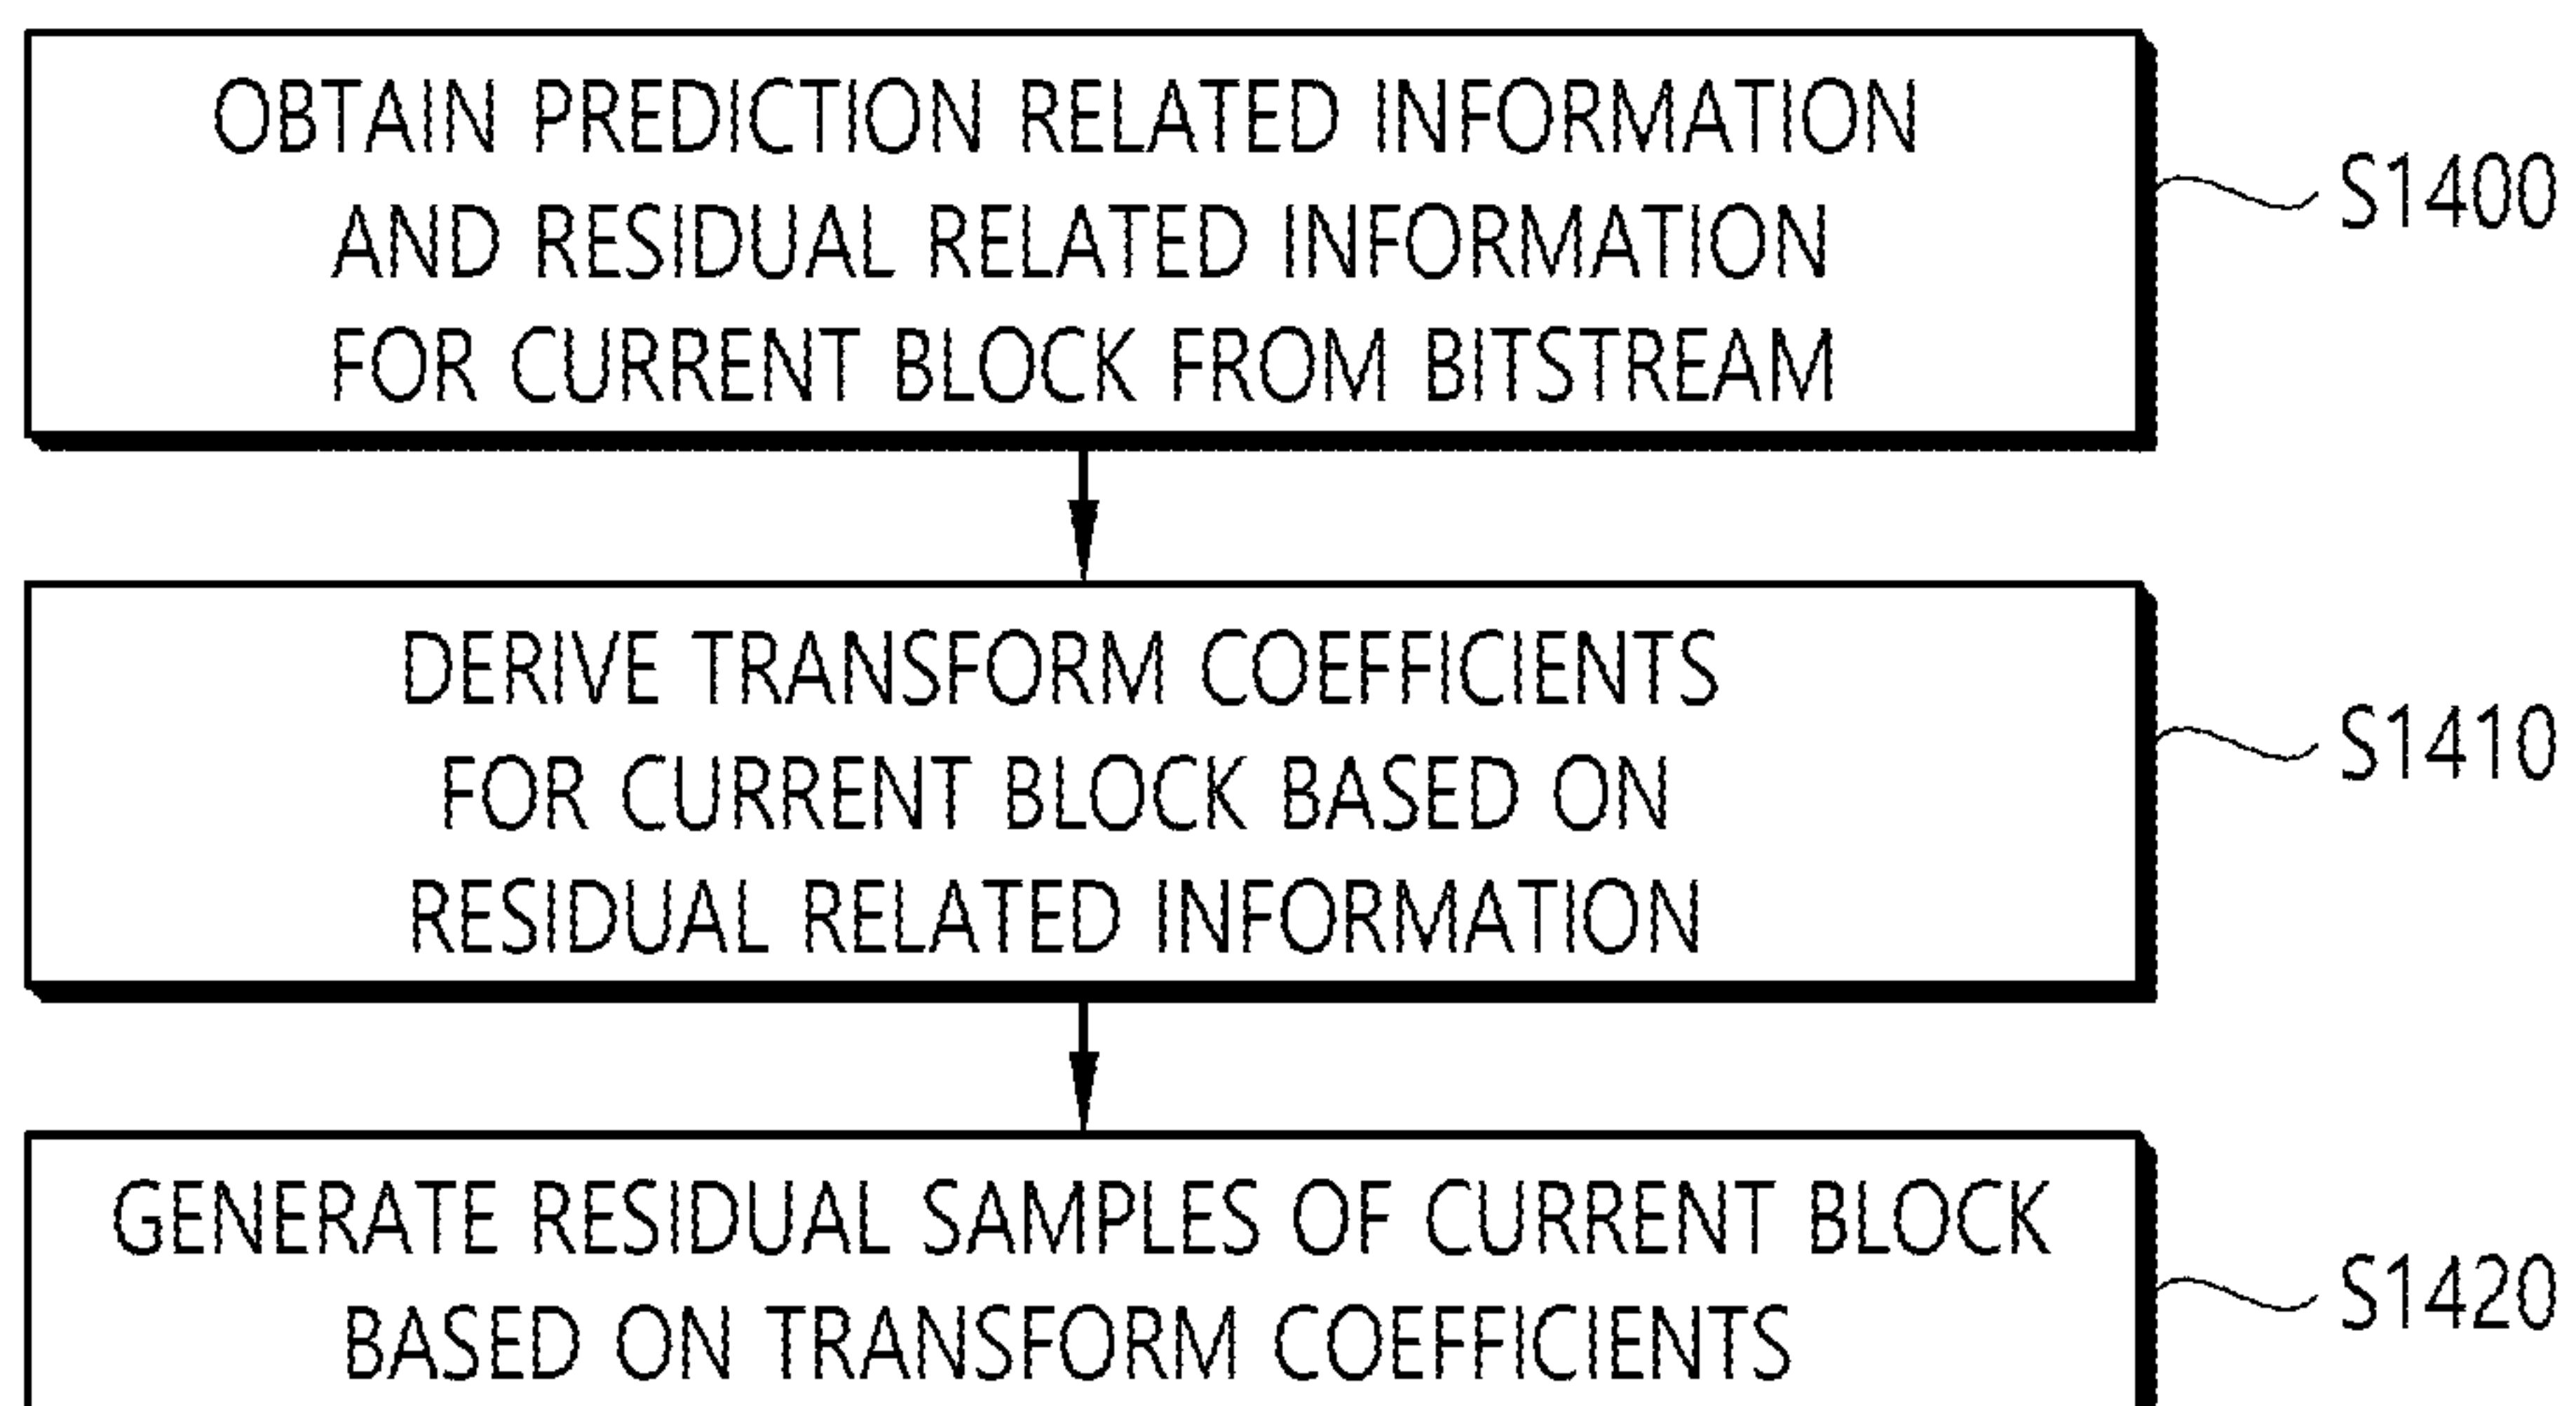 OBTAIN PREDICTION RELATED INFORMATION
AND RESIDUAL RELATED INFORMATION
FOR CURRENT BLOCK FROM BITSTREAM
S1400
DERIVE TRANSFORM COEFFICIENTS
FOR CURRENT BLOCK BASED ON
RESIDUAL RELATED INFORMATION
S1410
GENERATE RESIDUAL SAMPLES OF CURRENT BLOCK
BASED ON TRANSFORM COEFFICIENTS
S1420